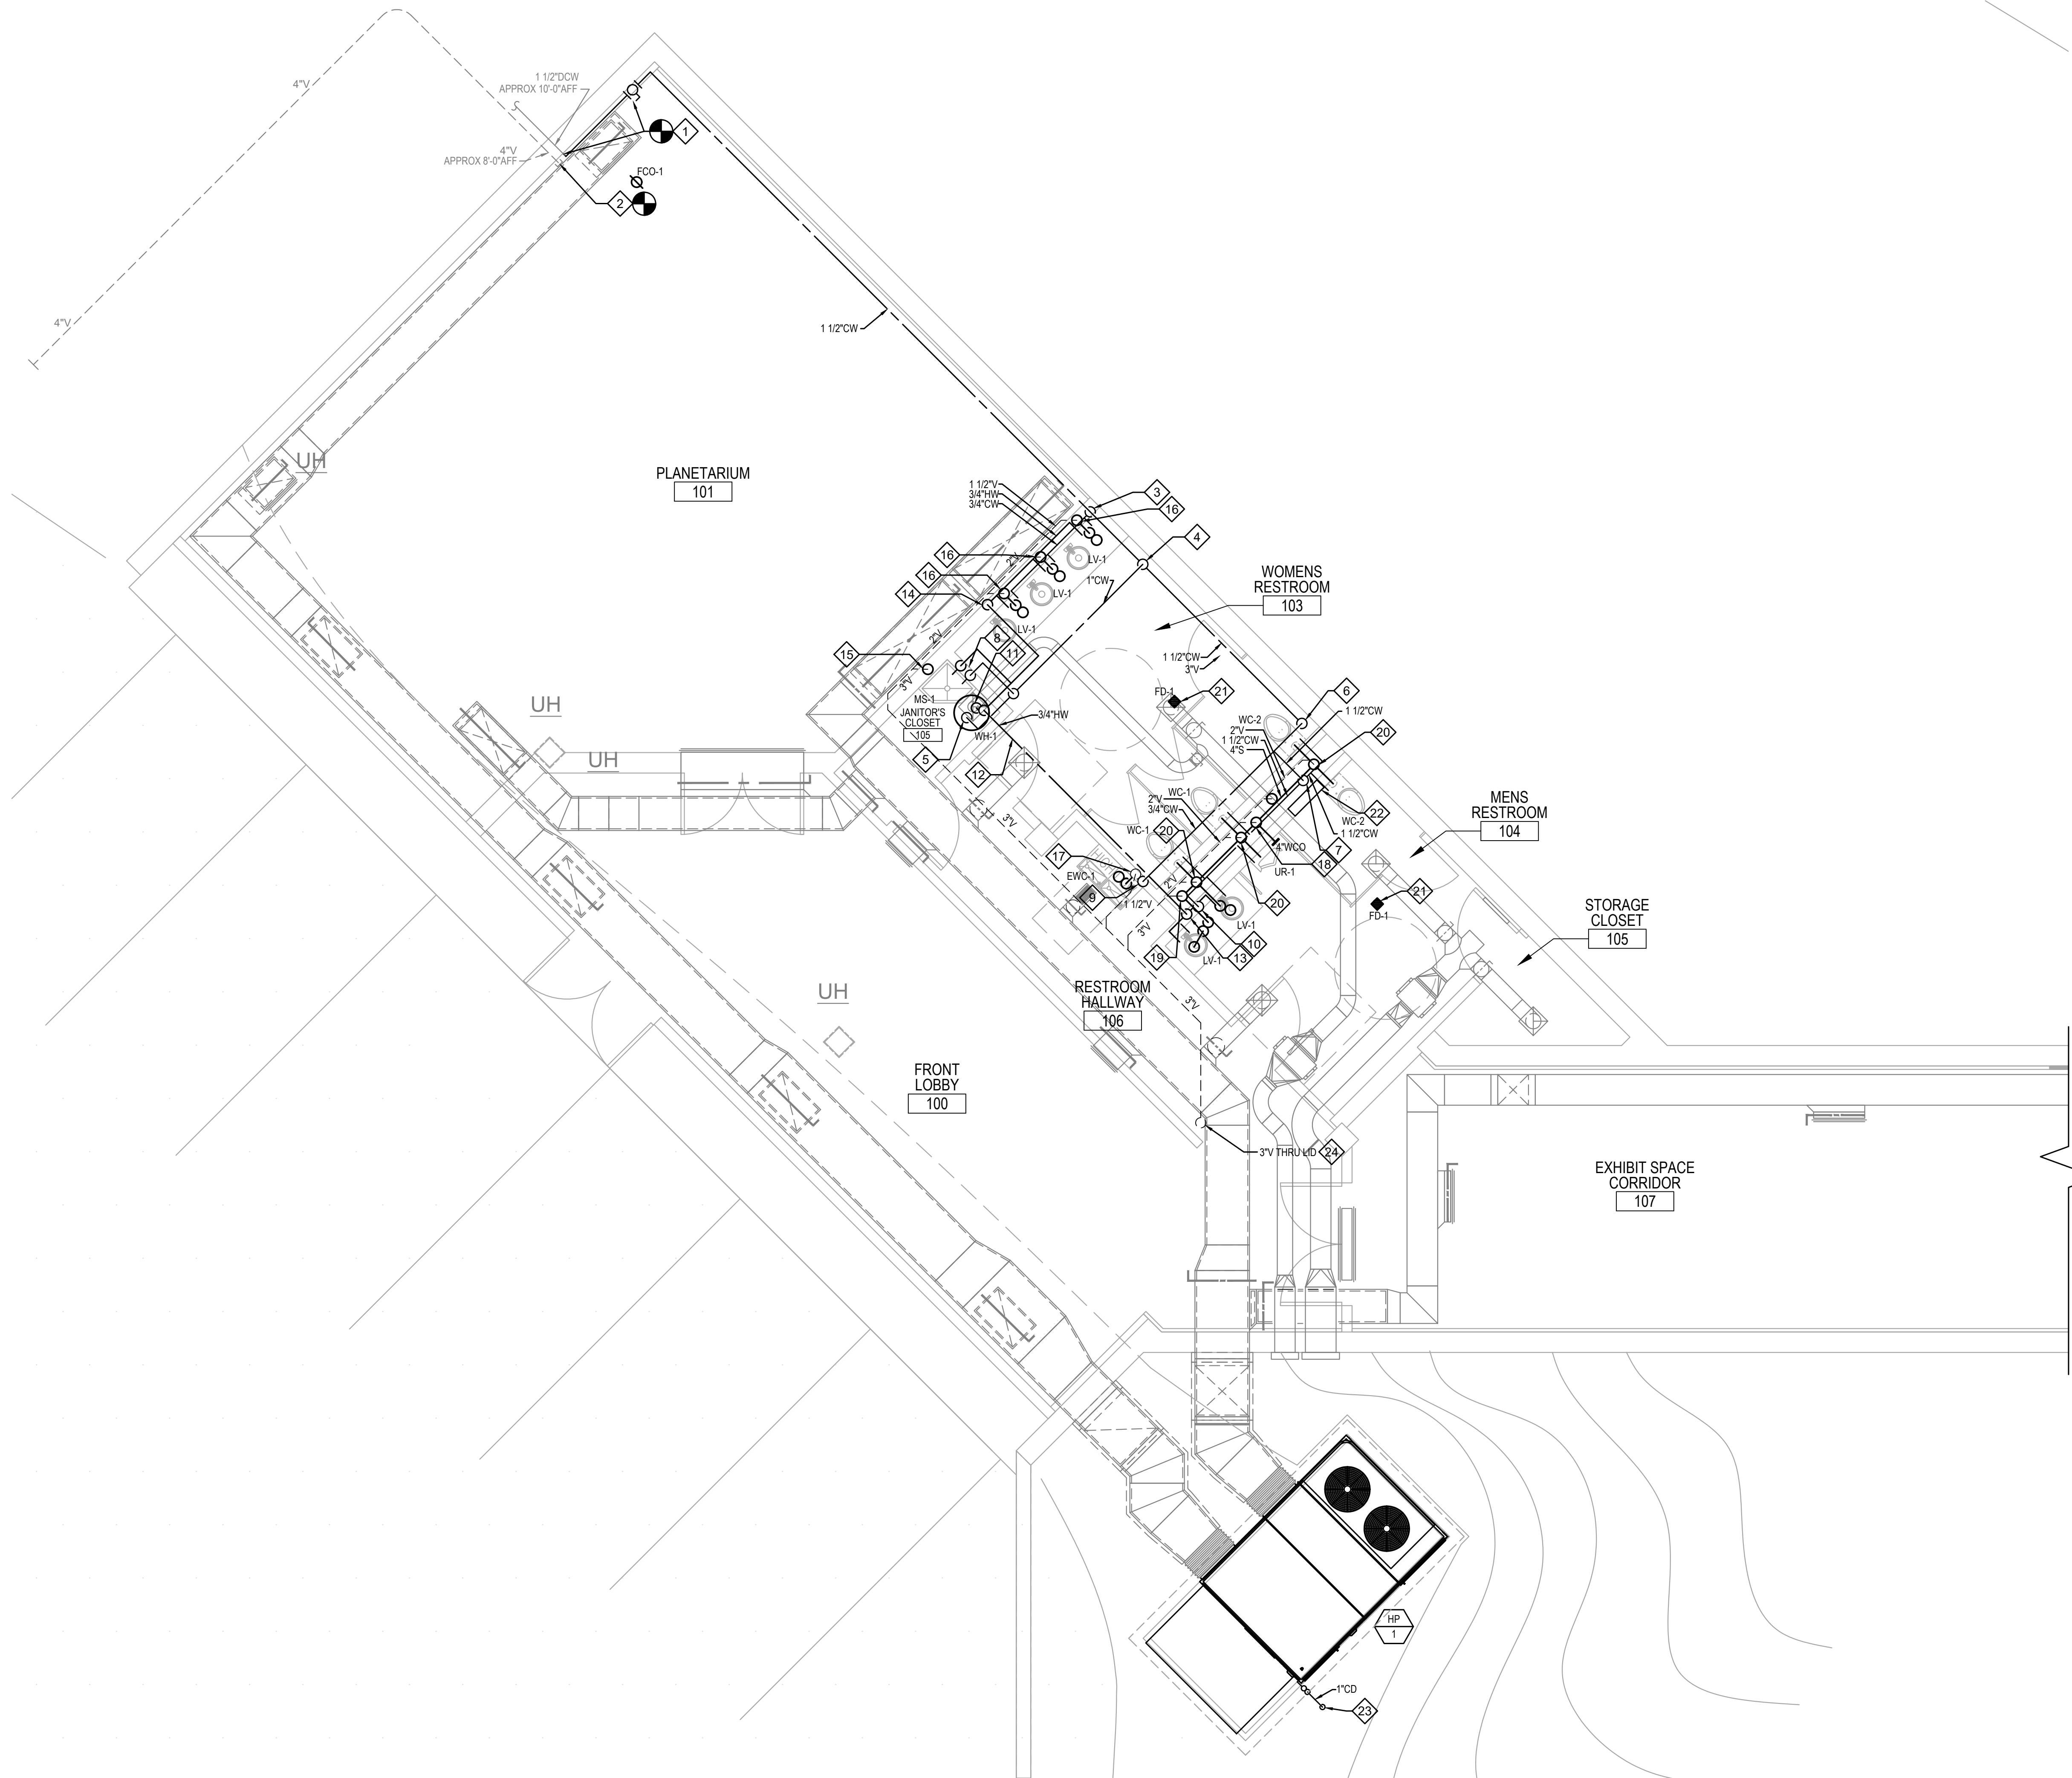 1 1/2"DCW
APPROX 10'-0"AFF
4"V
4"V
APPROX 8'-0"AFF
1
FCO-1
2
4"V
1 1/2"CW
UH
PLANETARIUM
101
1 1/2"V
3/4"HW
3/4"CW
3
16
4
16
2"V
LV-1
16
1"CW
14
LV-1
WOMENS
RESTROOM
103
LV-1
2"V
8
11
15
1 1/2"CW
3"V
3"V
MS-1
JANITOR'S
CLOSET
105
WH-1
3/4"HW
FD-1
21
6
UH
5
12
WC-2
2"V
1 1/2"CW
4"S
1 1/2"CW
20
UH
WC-1
2"V
3/4"CW
WC-1
20
3"V
22
WC-2
1 1/2"CW
MENS
RESTROOM
104
4"WCO
7
18
17
EWC-1
UR-1
2"V
9
1 1/2"V
20
21
FD-1
LV-1
3"V
3"V
10
19
LV-1
13
STORAGE
CLOSET
105
UH
RESTROOM
HALLWAY
106
3"V
FRONT
LOBBY
100
3"V THRU LID
24
EXHIBIT SPACE
CORRIDOR
107
HP
1
1"CD
23